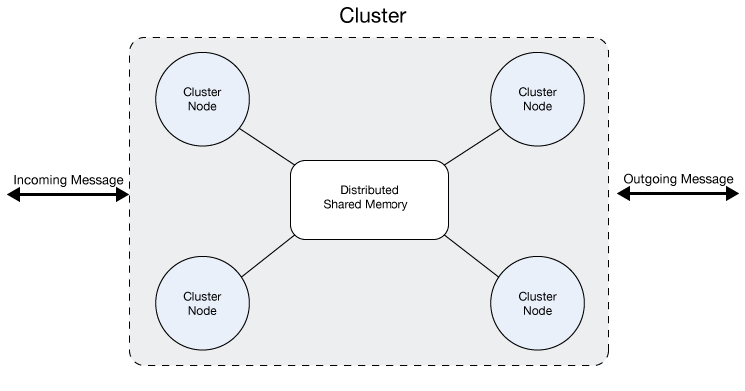 Cluster
Cluster
Node
Cluster
Node
Incoming Message
Outgoing Message
Distributed
Shared Memory
Cluster
Node
Cluster
Node